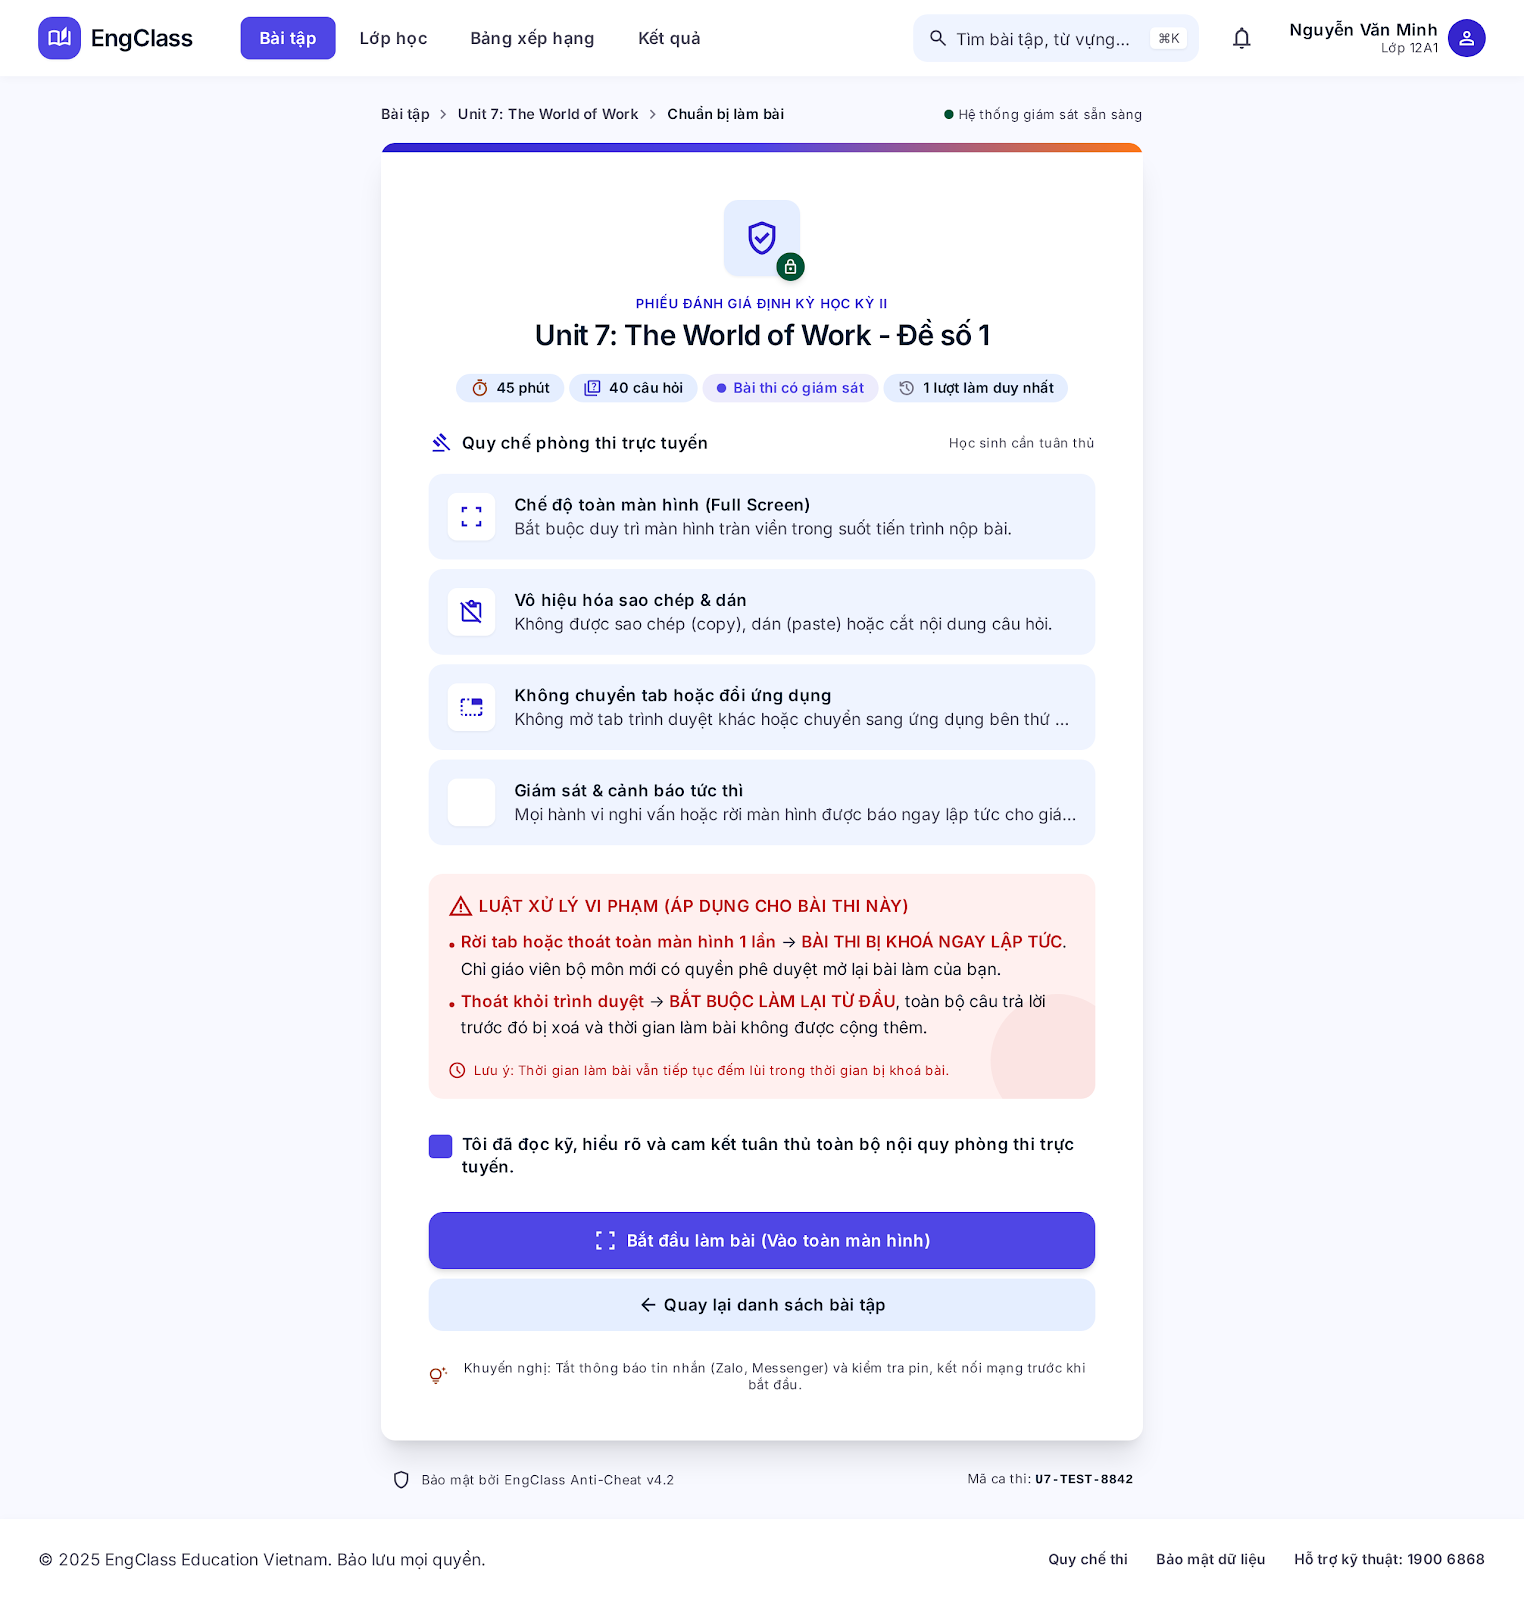 EngClass
Bài tập
Lớp học
Bảng xếp hạng
Kết quả
Tìm bài tập, từ vựng...
⌘K
Nguyễn Văn Minh
Lớp 12A1
Bài tập > Unit 7: The World of Work > Chuẩn bị làm bài
Hệ thống giám sát sẵn sàng
PHIẾU ĐÁNH GIÁ ĐỊNH KỲ HỌC KỲ II
Unit 7: The World of Work - Đề số 1
45 phút
40 câu hỏi
Bài thi có giám sát
1 lượt làm duy nhất
Quy chế phòng thi trực tuyến
Học sinh cần tuân thủ
Chế độ toàn màn hình (Full Screen)
Bắt buộc duy trì màn hình tràn viền trong suốt tiến trình nộp bài.
Vô hiệu hóa sao chép & dán
Không được sao chép (copy), dán (paste) hoặc cắt nội dung câu hỏi.
Không chuyển tab hoặc đổi ứng dụng
Không mở tab trình duyệt khác hoặc chuyển sang ứng dụng bên thứ ...
Giám sát & cảnh báo tức thì
Mọi hành vi nghi vấn hoặc rời màn hình được báo ngay lập tức cho giá...
LUẬT XỬ LÝ VI PHẠM (ÁP DỤNG CHO BÀI THI NÀY)
• Rời tab hoặc thoát toàn màn hình 1 lần → BÀI THI BỊ KHOÁ NGAY LẬP TỨC.
Chỉ giáo viên bộ môn mới có quyền phê duyệt mở lại bài làm của bạn.
• Thoát khỏi trình duyệt → BẮT BUỘC LÀM LẠI TỪ ĐẦU, toàn bộ câu trả lời
trước đó bị xoá và thời gian làm bài không được cộng thêm.
Lưu ý: Thời gian làm bài vẫn tiếp tục đếm lùi trong thời gian bị khoá bài.
Tôi đã đọc kỹ, hiểu rõ và cam kết tuân thủ toàn bộ nội quy phòng thi trực
tuyến.
Bắt đầu làm bài (Vào toàn màn hình)
← Quay lại danh sách bài tập
Khuyến nghị: Tắt thông báo tin nhắn (Zalo, Messenger) và kiểm tra pin, kết nối mạng trước khi
bắt đầu.
Bảo mật bởi EngClass Anti-Cheat v4.2
Mã ca thi: U7-TEST-8842
© 2025 EngClass Education Vietnam. Bảo lưu mọi quyền.
Quy chế thi
Bảo mật dữ liệu
Hỗ trợ kỹ thuật: 1900 6868